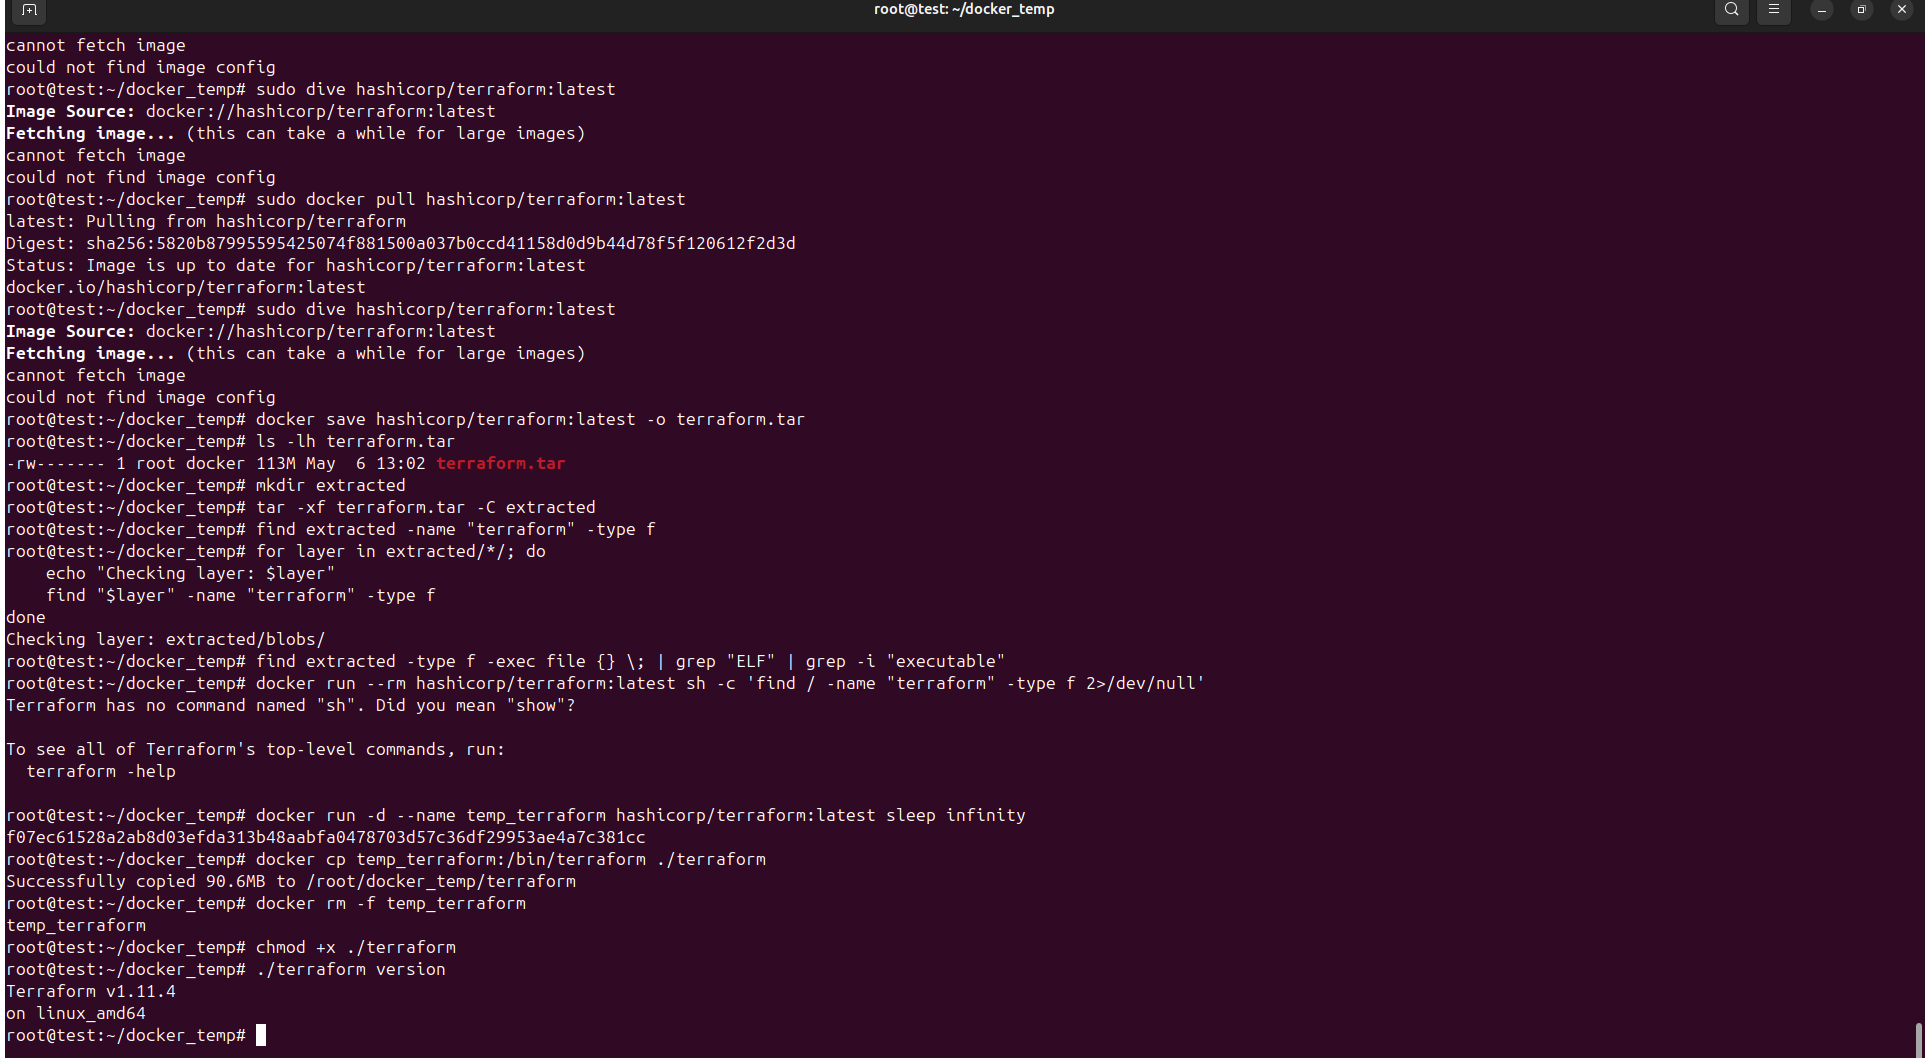 root@test: ~/docker_temp
cannot fetch image
could not find image config
root@test:~/docker_temp# sudo dive hashicorp/terraform:latest
Image Source: docker://hashicorp/terraform:latest
Fetching image... (this can take a while for large images)
cannot fetch image
could not find image config
root@test:~/docker_temp# sudo docker pull hashicorp/terraform:latest
latest: Pulling from hashicorp/terraform
Digest: sha256:5820b87995595425074f881500a037b0ccd41158d0d9b44d78f5f120612f2d3d
Status: Image is up to date for hashicorp/terraform:latest
docker.io/hashicorp/terraform:latest
root@test:~/docker_temp# sudo dive hashicorp/terraform:latest
Image Source: docker://hashicorp/terraform:latest
Fetching image... (this can take a while for large images)
cannot fetch image
could not find image config
root@test:~/docker_temp# docker save hashicorp/terraform:latest -o terraform.tar
root@test:~/docker_temp# ls -lh terraform.tar
-rw------- 1 root docker 113M May  6 13:02 terraform.tar
root@test:~/docker_temp# mkdir extracted
root@test:~/docker_temp# tar -xf terraform.tar -C extracted
root@test:~/docker_temp# find extracted -name "terraform" -type f
root@test:~/docker_temp# for layer in extracted/*/; do
    echo "Checking layer: $layer"
    find "$layer" -name "terraform" -type f
done
Checking layer: extracted/blobs/
root@test:~/docker_temp# find extracted -type f -exec file {} \; | grep "ELF" | grep -i "executable"
root@test:~/docker_temp# docker run --rm hashicorp/terraform:latest sh -c 'find / -name "terraform" -type f 2>/dev/null'
Terraform has no command named "sh". Did you mean "show"?

To see all of Terraform's top-level commands, run:
  terraform -help

root@test:~/docker_temp# docker run -d --name temp_terraform hashicorp/terraform:latest sleep infinity
f07ec61528a2ab8d03efda313b48aabfa0478703d57c36df29953ae4a7c381cc
root@test:~/docker_temp# docker cp temp_terraform:/bin/terraform ./terraform
Successfully copied 90.6MB to /root/docker_temp/terraform
root@test:~/docker_temp# docker rm -f temp_terraform
temp_terraform
root@test:~/docker_temp# chmod +x ./terraform
root@test:~/docker_temp# ./terraform version
Terraform v1.11.4
on linux_amd64
root@test:~/docker_temp#